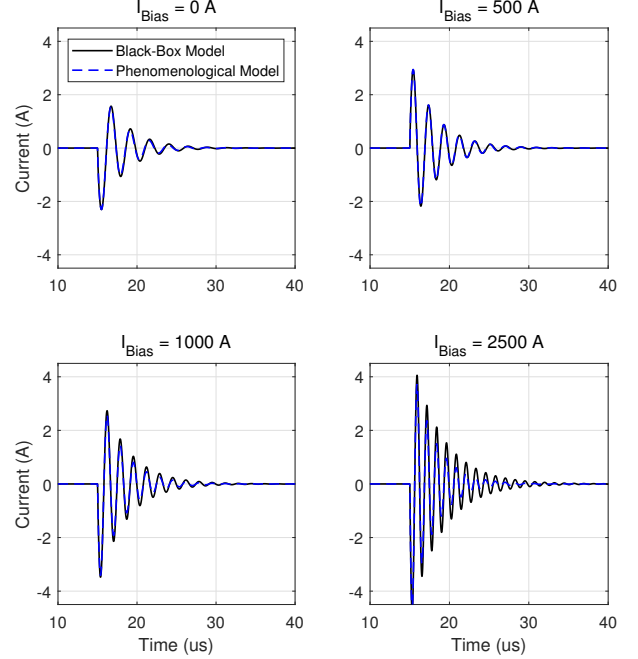 I_Bias = 0 A
I_Bias = 500 A
4
2
0
-2
-4
Current (A)
Black-Box Model
Phenomenological Model
10 20 30 40
4
2
0
-2
-4
10 20 30 40
I_Bias = 1000 A
I_Bias = 2500 A
4
2
0
-2
-4
Current (A)
10 20 30 40
Time (us)
4
2
0
-2
-4
10 20 30 40
Time (us)